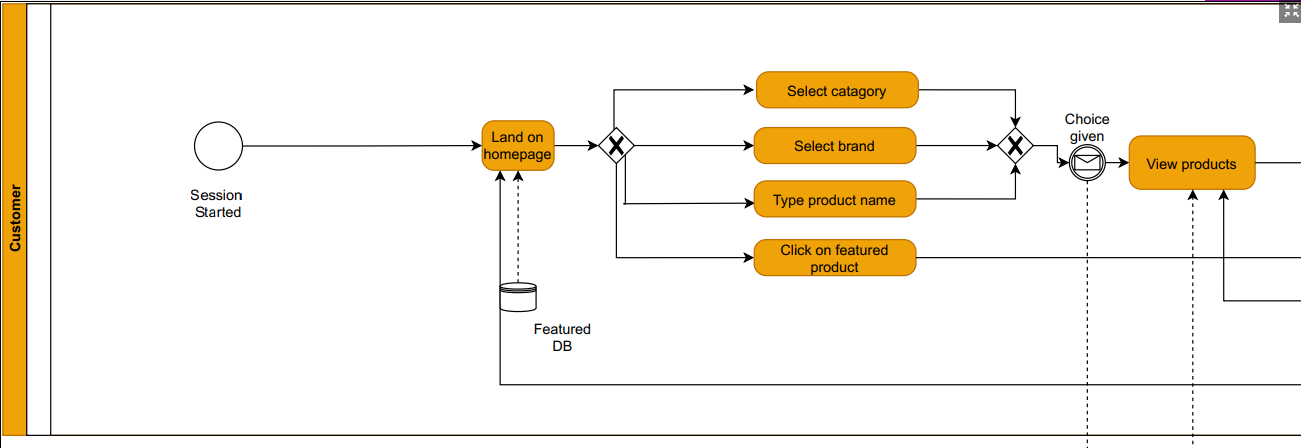 Customer
Session
Started
Land on
homepage
Featured
DB
Select catagory
Select brand
Type product name
Click on featured
product
Choice
given
View products